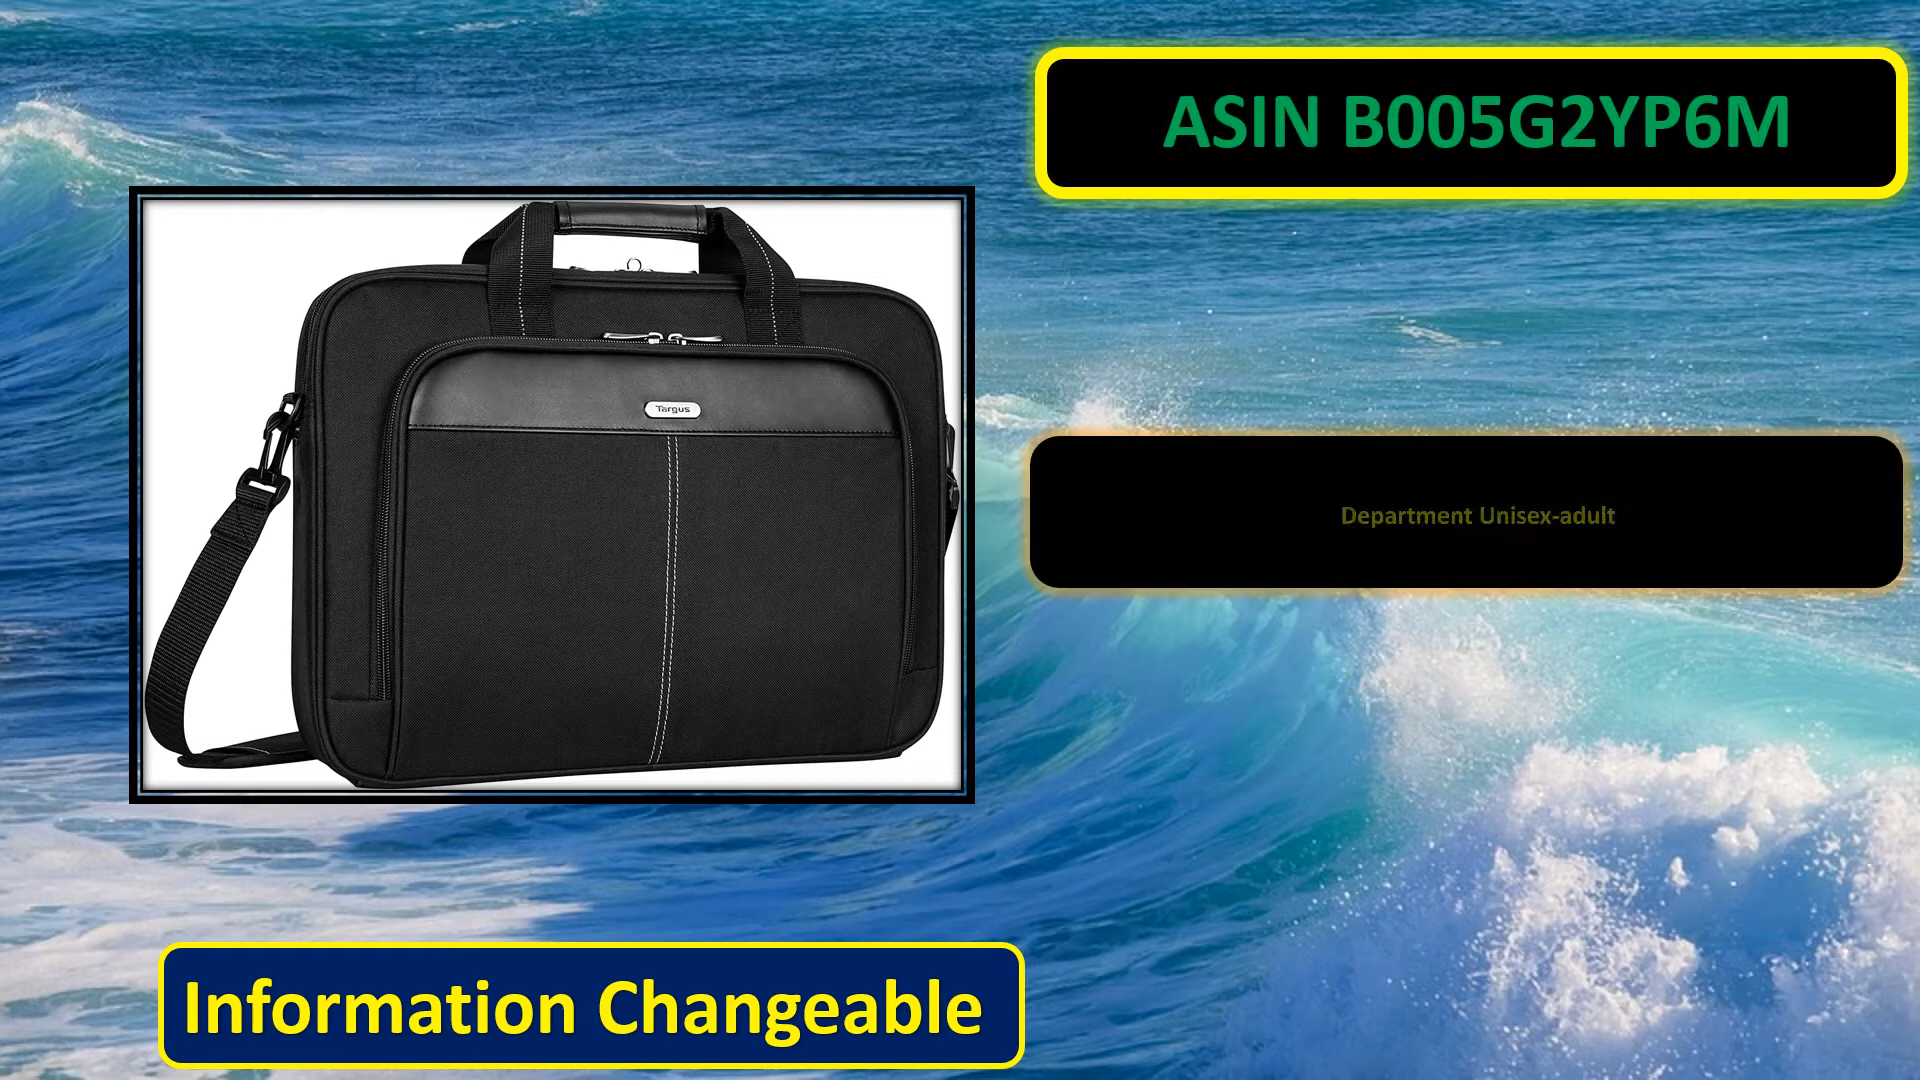 ASIN B005G2YP6M
Targus
Department Unisex-adult
Information Changeable